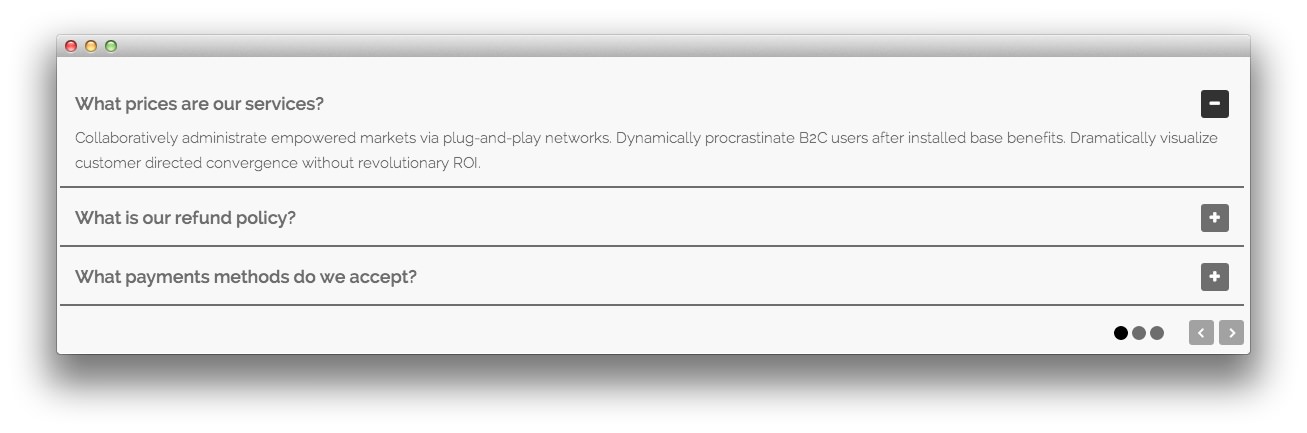 What prices are our services?
Collaboratively administrate empowered markets via plug-and-play networks. Dynamically procrastinate B2C users after installed base benefits. Dramatically visualize
customer directed convergence without revolutionary ROI.
What is our refund policy?
What payments methods do we accept?